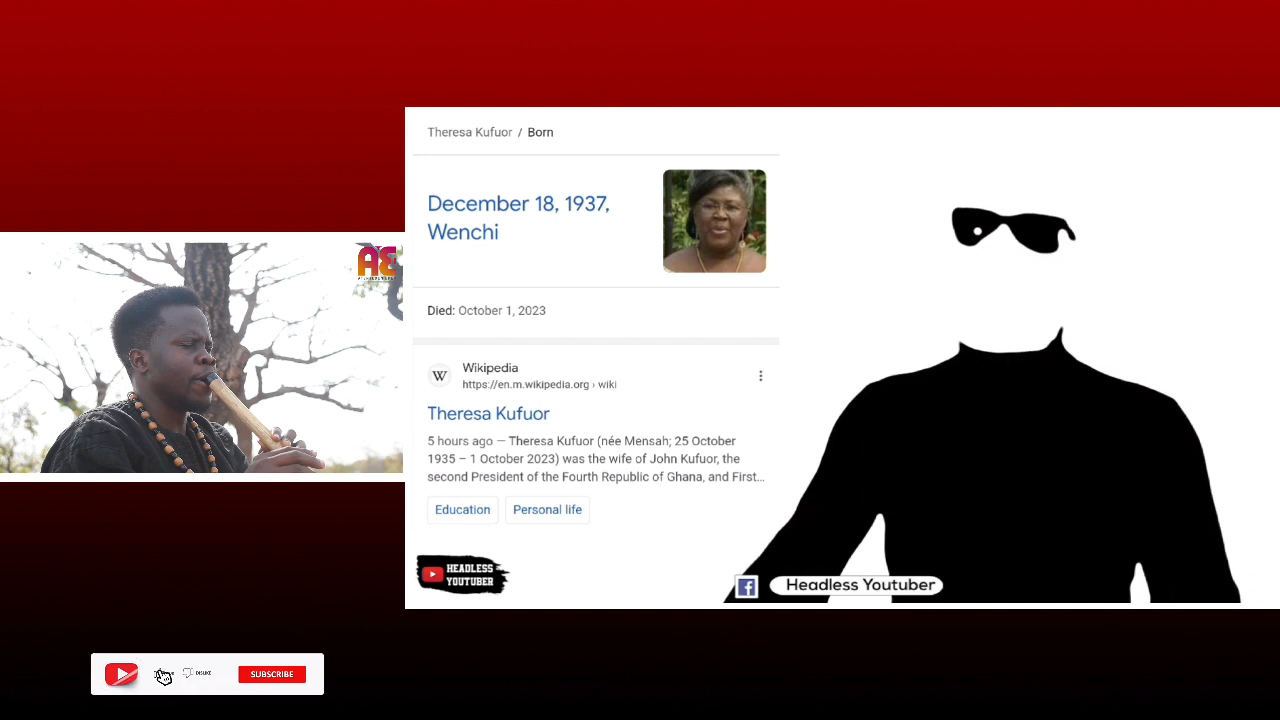 Theresa Kufuor / Born
December 18, 1937,
Wenchi
Died: October 1, 2023
Wikipedia
https://en.m.wikipedia.org › wiki
Theresa Kufuor
5 hours ago — Theresa Kufuor (née Mensah; 25 October
1935 – 1 October 2023) was the wife of John Kufuor, the
second President of the Fourth Republic of Ghana, and First...
Education
Personal life
HEADLESS
YOUTUBER
Headless Youtuber
DISLIKE
SUBSCRIBE